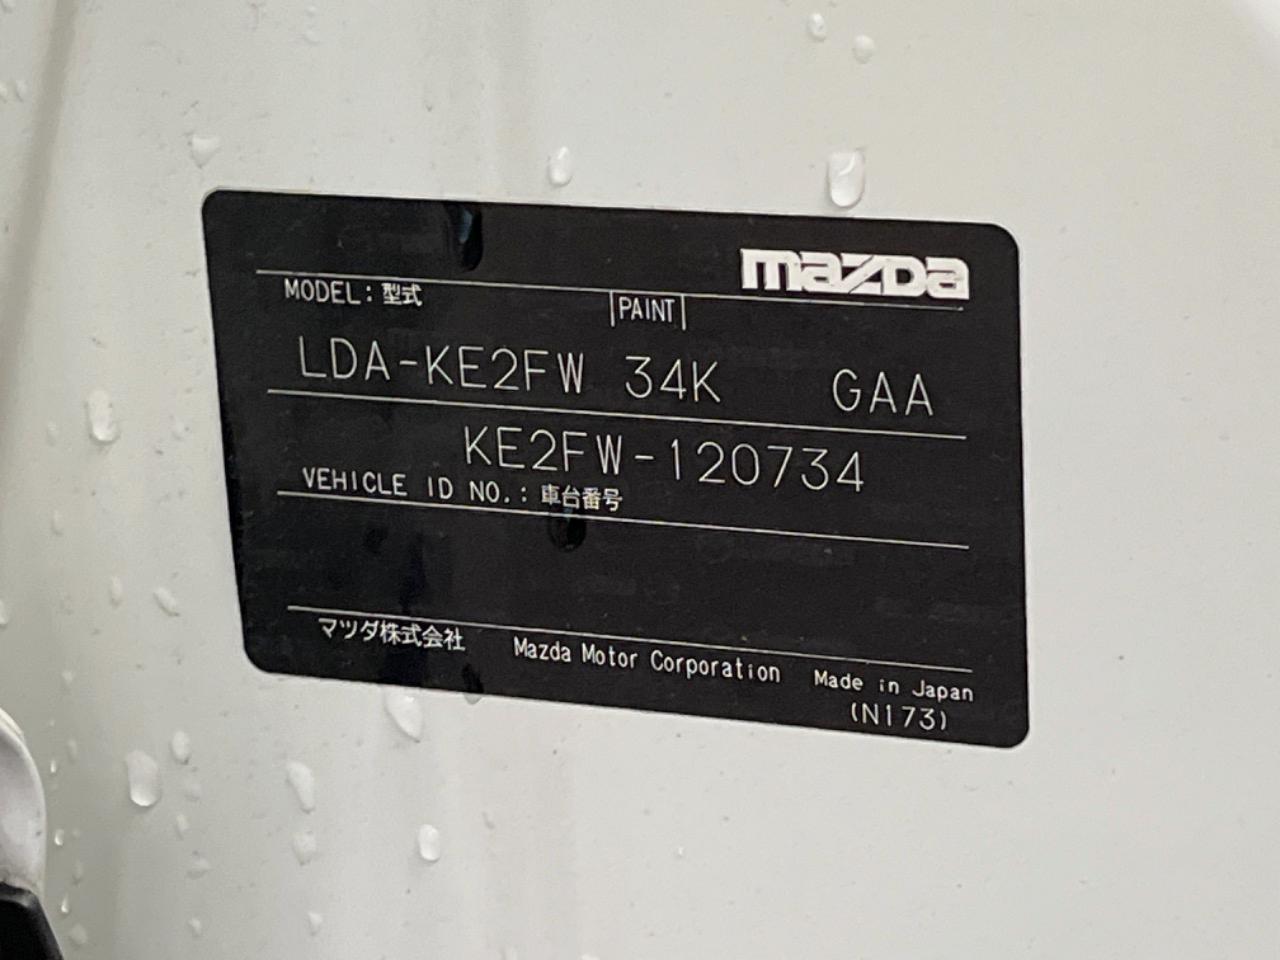 mazda
MODEL：型式 PAINT
LDA-KE2FW 34K GAA
KE2FW-120734
VEHICLE ID NO.：車台番号
マツダ株式会社 Mazda Motor Corporation Made in Japan
(N173)